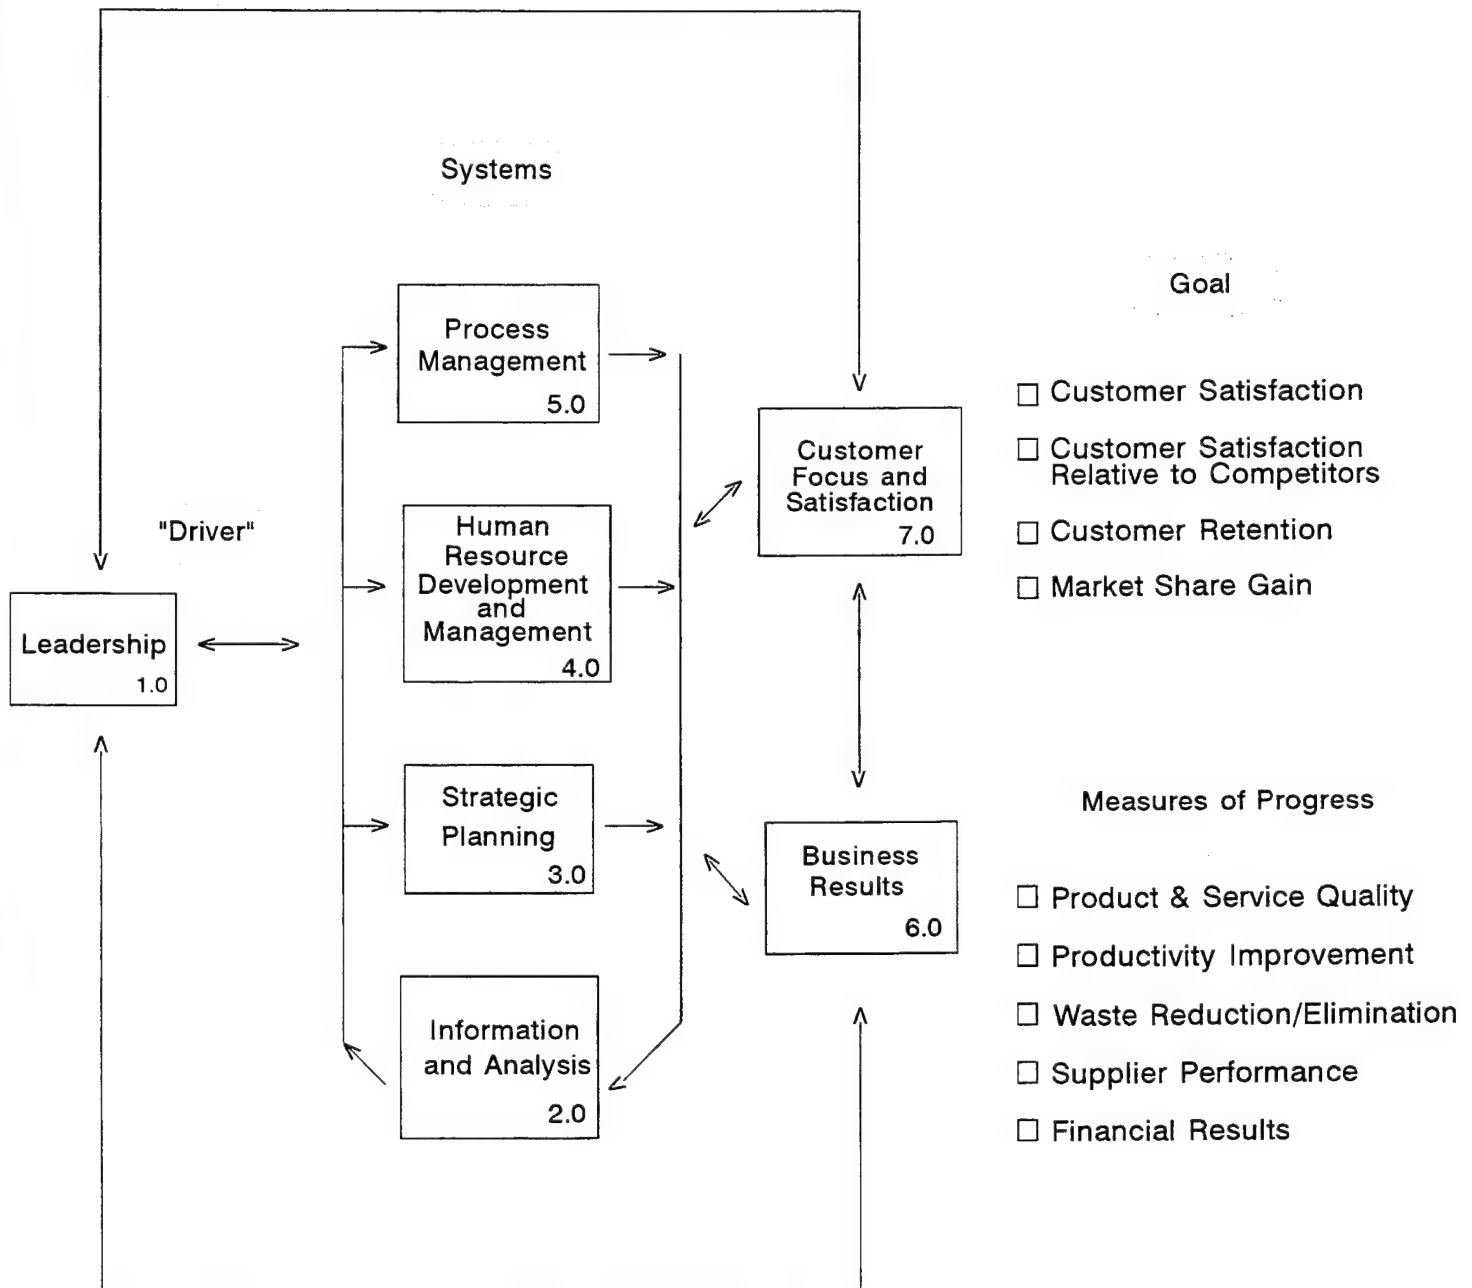 Systems
Process
Management
5.0
Human
Resource
Development
and
Management
4.0
Strategic
Planning
3.0
Information
and Analysis
2.0
"Driver"
Leadership
1.0
Customer
Focus and
Satisfaction
7.0
Business
Results
6.0
Goal
Customer Satisfaction
Customer Satisfaction
Relative to Competitors
Customer Retention
Market Share Gain
Measures of Progress
Product & Service Quality
Productivity Improvement
Waste Reduction/Elimination
Supplier Performance
Financial Results